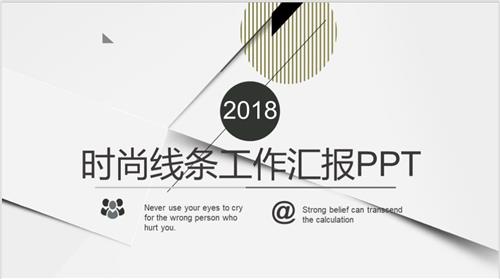 2018
时尚线条工作汇报PPT
Never use your eyes to cry
for the wrong person who
hurt you.
@
Strong belief can transcend
the calculation